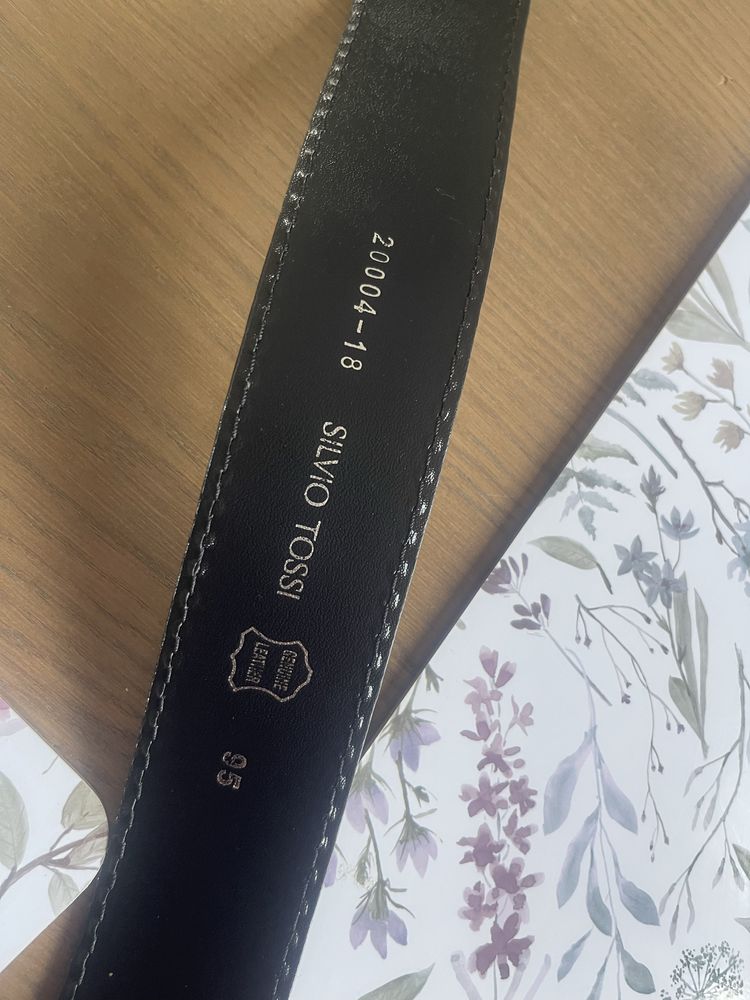 20004-18
SILVIO TOSSI
GENUINE
LEATHER
95